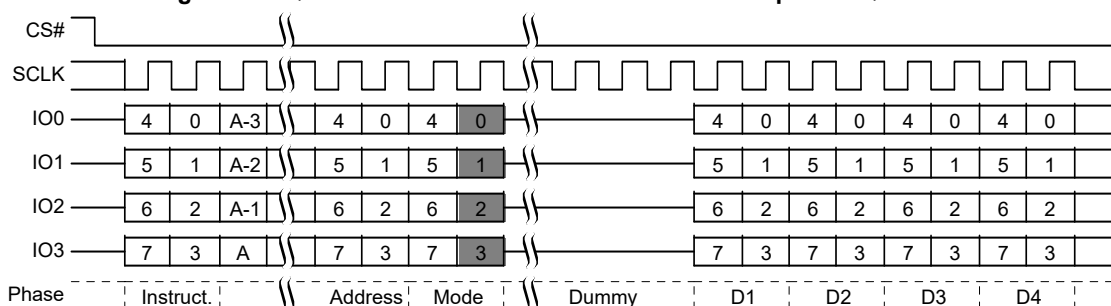 CS#
SCLK
IO0 4 0 A-3 4 0 4 0 4 0 4 0 4 0 4 0
IO1 5 1 A-2 5 1 5 1 5 1 5 1 5 1 5 1
IO2 6 2 A-1 6 2 6 2 6 2 6 2 6 2 6 2
IO3 7 3 A 7 3 7 3 7 3 7 3 7 3 7 3
Phase Instruct. Address Mode Dummy D1 D2 D3 D4